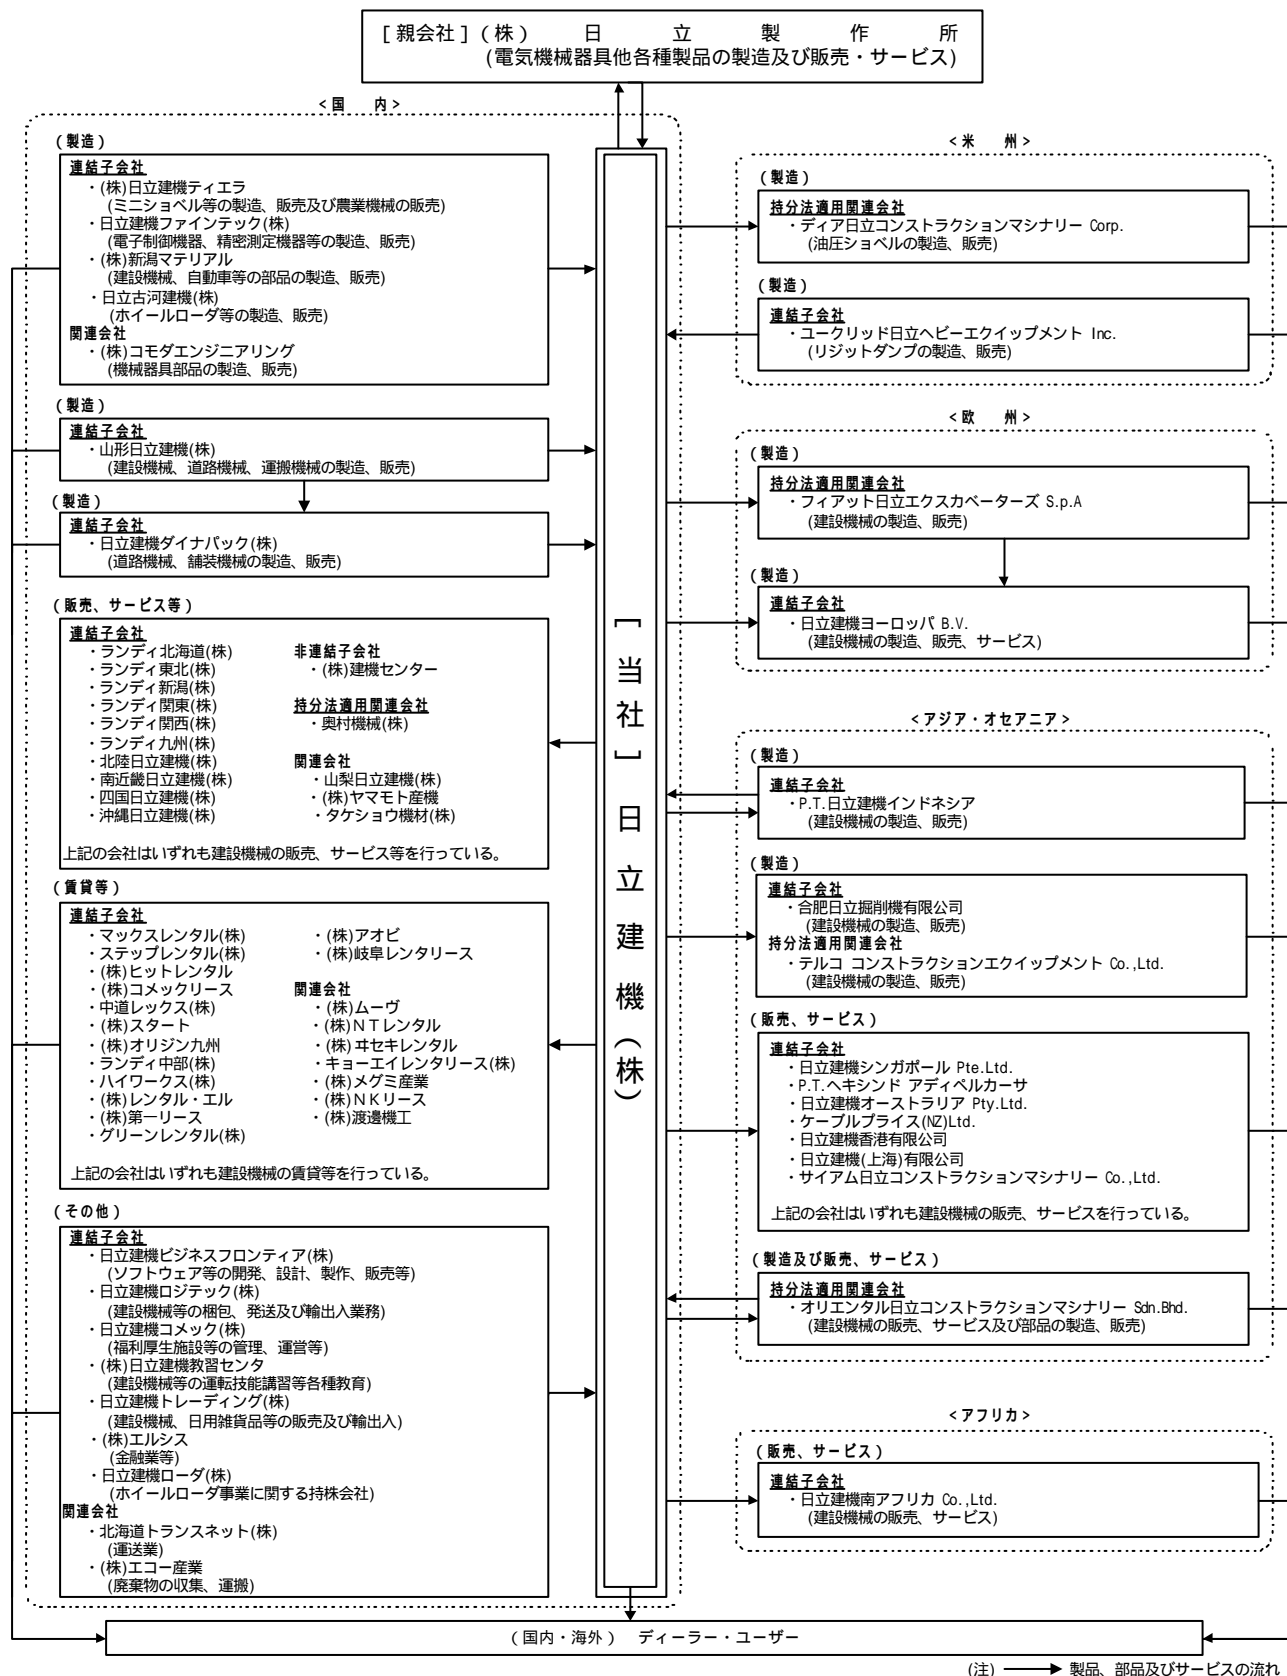 [親会社](株)　日　立　製　作　所
(電気機械器具他各種製品の製造及び販売・サービス)
<国　内>
(製造)
連結子会社
・(株)日立建機ティエラ
(ミニショベル等の製造、販売及び農業機械の販売)
・日立建機ファインテック(株)
(電子制御機器、精密測定機器等の製造、販売)
・(株)新潟マテリアル
(建設機械、自動車等の部品の製造、販売)
・日立古河建機(株)
(ホイールローダ等の製造、販売)
関連会社
・(株)コモダエンジニアリング
(機械器具部品の製造、販売)
(製造)
連結子会社
・山形日立建機(株)
(建設機械、道路機械、運搬機械の製造、販売)
(製造)
連結子会社
・日立建機ダイナパック(株)
(道路機械、舗装機械の製造、販売)
(販売、サービス等)
連結子会社
・ランディ北海道(株)
・ランディ東北(株)
・ランディ新潟(株)
・ランディ関東(株)
・ランディ関西(株)
・ランディ九州(株)
・北陸日立建機(株)
・南近畿日立建機(株)
・四国日立建機(株)
・沖縄日立建機(株)
非連結子会社
・(株)建機センター
持分法適用関連会社
・奥村機械(株)
関連会社
・山梨日立建機(株)
・(株)ヤマモト産機
・タケショウ機材(株)
上記の会社はいずれも建設機械の販売、サービス等を行っている。
(賃貸等)
連結子会社
・マックスレンタル(株)
・ステップレンタル(株)
・(株)ヒットレンタル
・(株)コメックリース
・中道レックス(株)
・(株)スタート
・(株)オリジン九州
・ランディ中部(株)
・ハイワークス(株)
・(株)レンタル・エル
・(株)第一リース
・グリーンレンタル(株)
・(株)アオビ
・(株)岐阜レンタリース
関連会社
・(株)ムーヴ
・(株)ＮＴレンタル
・(株)ヰセキレンタル
・キョーエイレンタリース(株)
・(株)メグミ産業
・(株)ＮＫリース
・(株)渡邊機工
上記の会社はいずれも建設機械の賃貸等を行っている。
(その他)
連結子会社
・日立建機ビジネスフロンティア(株)
(ソフトウェア等の開発、設計、製作、販売等)
・日立建機ロジテック(株)
(建設機械等の梱包、発送及び輸出入業務)
・日立建機コメック(株)
(福利厚生施設等の管理、運営等)
・(株)日立建機教習センタ
(建設機械等の運転技能講習等各種教育)
・日立建機トレーディング(株)
(建設機械、日用雑貨品等の販売及び輸出入)
・(株)エルシス
(金融業等)
・日立建機ローダ(株)
(ホイールローダ事業に関する持株会社)
関連会社
・北海道トランスネット(株)
(運送業)
・(株)エコー産業
(廃棄物の収集、運搬)
[当社]日立建機(株)
<米　州>
(製造)
持分法適用関連会社
・ディア日立コンストラクションマシナリー Corp.
(油圧ショベルの製造、販売)
(製造)
連結子会社
・ユークリッド日立ヘビーエクイップメント Inc.
(リジットダンプの製造、販売)
<欧　州>
(製造)
持分法適用関連会社
・フィアット日立エクスカベーターズ S.p.A
(建設機械の製造、販売)
(製造)
連結子会社
・日立建機ヨーロッパ B.V.
(建設機械の製造、販売、サービス)
<アジア・オセアニア>
(製造)
連結子会社
・P.T.日立建機インドネシア
(建設機械の製造、販売)
(製造)
連結子会社
・合肥日立掘削機有限公司
(建設機械の製造、販売)
持分法適用関連会社
・テルコ コンストラクションエクイップメント Co.,Ltd.
(建設機械の製造、販売)
(販売、サービス)
連結子会社
・日立建機シンガポール Pte.Ltd.
・P.T.ヘキシンド アディペルカーサ
・日立建機オーストラリア Pty.Ltd.
・ケーブルプライス(NZ)Ltd.
・日立建機香港有限公司
・日立建機(上海)有限公司
・サイアム日立コンストラクションマシナリー Co.,Ltd.
上記の会社はいずれも建設機械の販売、サービスを行っている。
(製造及び販売、サービス)
持分法適用関連会社
・オリエンタル日立コンストラクションマシナリー Sdn.Bhd.
(建設機械の販売、サービス及び部品の製造、販売)
<アフリカ>
(販売、サービス)
連結子会社
・日立建機南アフリカ Co.,Ltd.
(建設機械の販売、サービス)
(国内・海外)　ディーラー・ユーザー
(注) → 製品、部品及びサービスの流れ